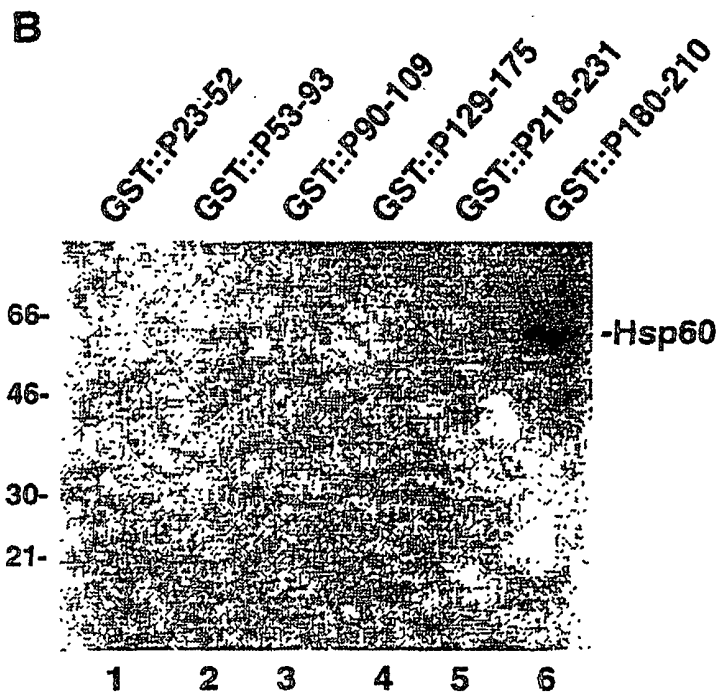 B
GST::P23-52
GST::P53-93
GST::P90-109
GST::P129-175
GST::P218-231
GST::P180-210
66-
-Hsp60
46-
30-
21-
1 2 3 4 5 6